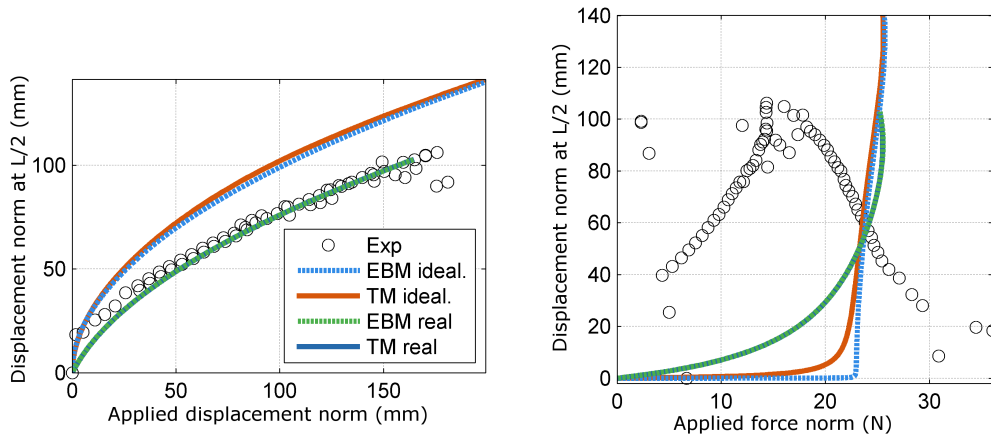 Displacement norm at L/2 (mm)
100
50
0
0
50
100
150
Applied displacement norm (mm)
Exp
EBM ideal.
TM ideal.
EBM real
TM real
Displacement norm at L/2 (mm)
140
120
100
80
60
40
20
0
0
10
20
30
Applied force norm (N)